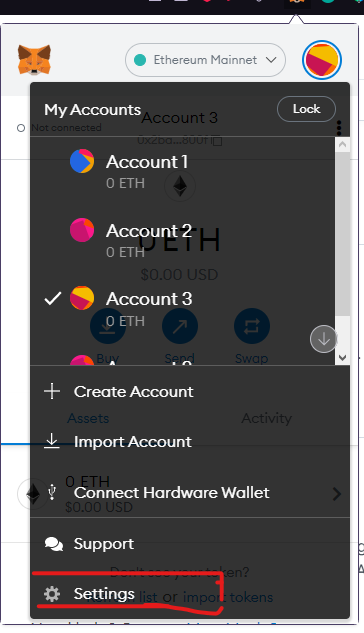 Ethereum Mainnet
My Accounts
Lock
Account 3
Not connected
0x2ba...800f
Account 1
0 ETH
Account 2
0 ETH
0 ETH
$0.00 USD
Account 3
0 ETH
Buy
Send
Swap
Create Account
Assets
Activity
Import Account
0 ETH
$0.00 USD
Connect Hardware Wallet
Support
Don't see your token?
Settings
list or import tokens